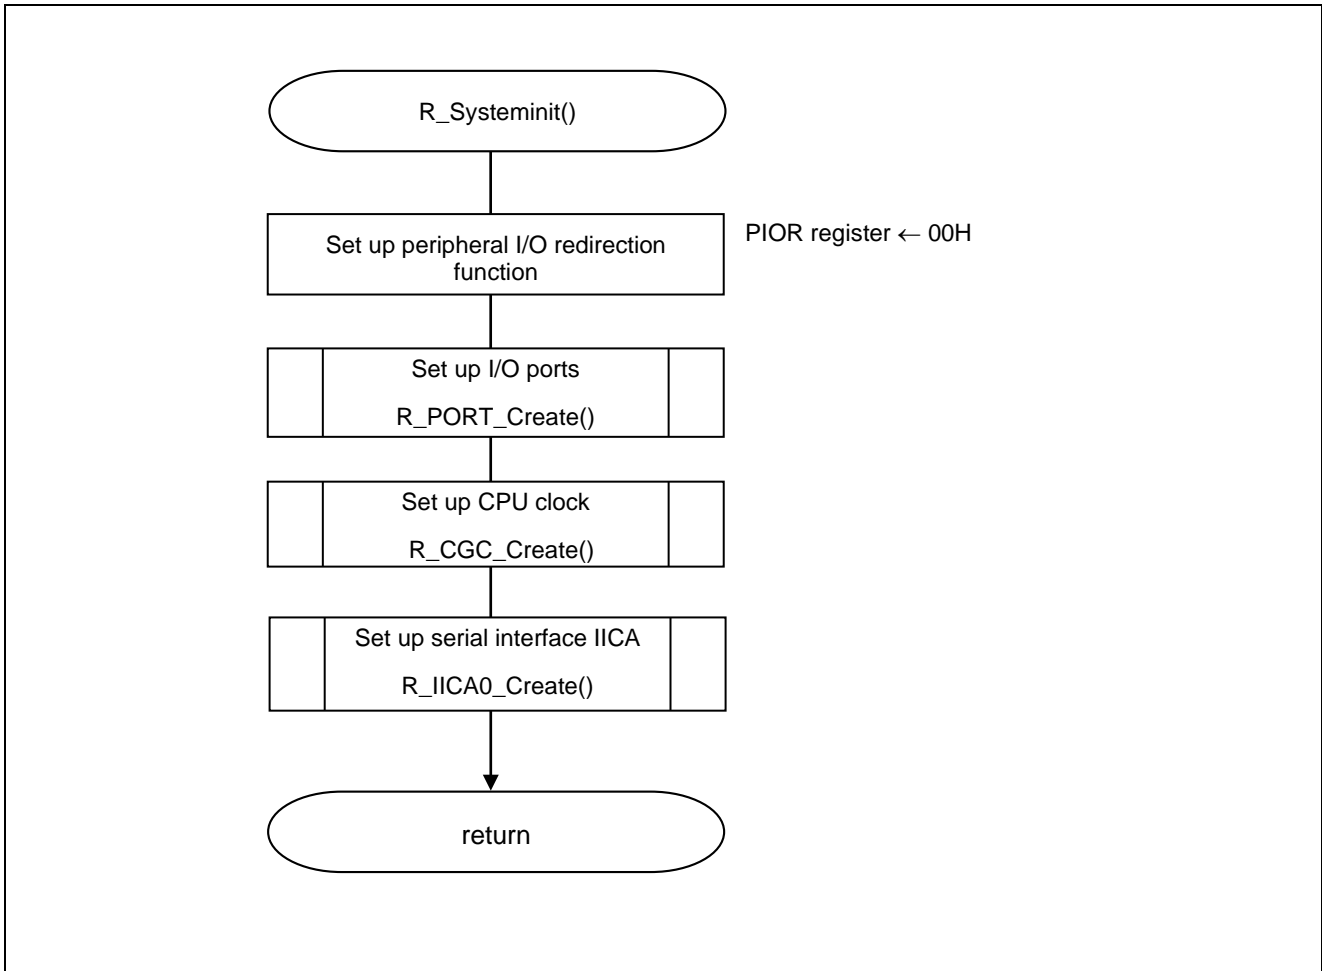 R_Systeminit()
Set up peripheral I/O redirection
function
PIOR register ← 00H
Set up I/O ports
R_PORT_Create()
Set up CPU clock
R_CGC_Create()
Set up serial interface IICA
R_IICA0_Create()
return